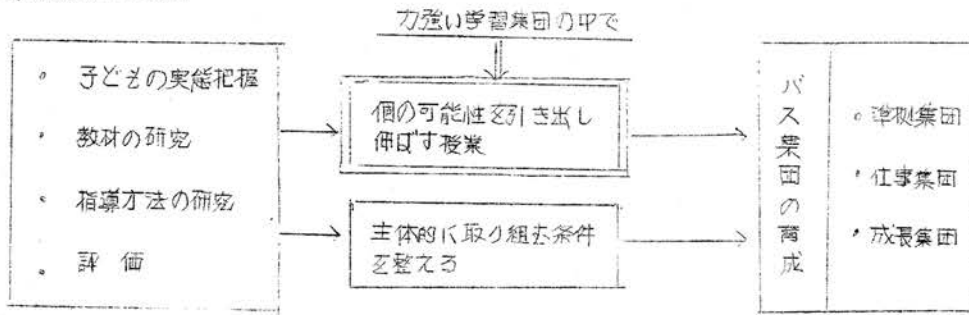 力強い学習集団の中で
• 子どもの実態把握
• 教材の研究
• 指導方法の研究
• 評 価
個の可能性を引き出し
伸ばす授業
主体的に取り組む条件
を整える
バス集団の育成
• 準拠集団
• 仕事集団
• 成長集団